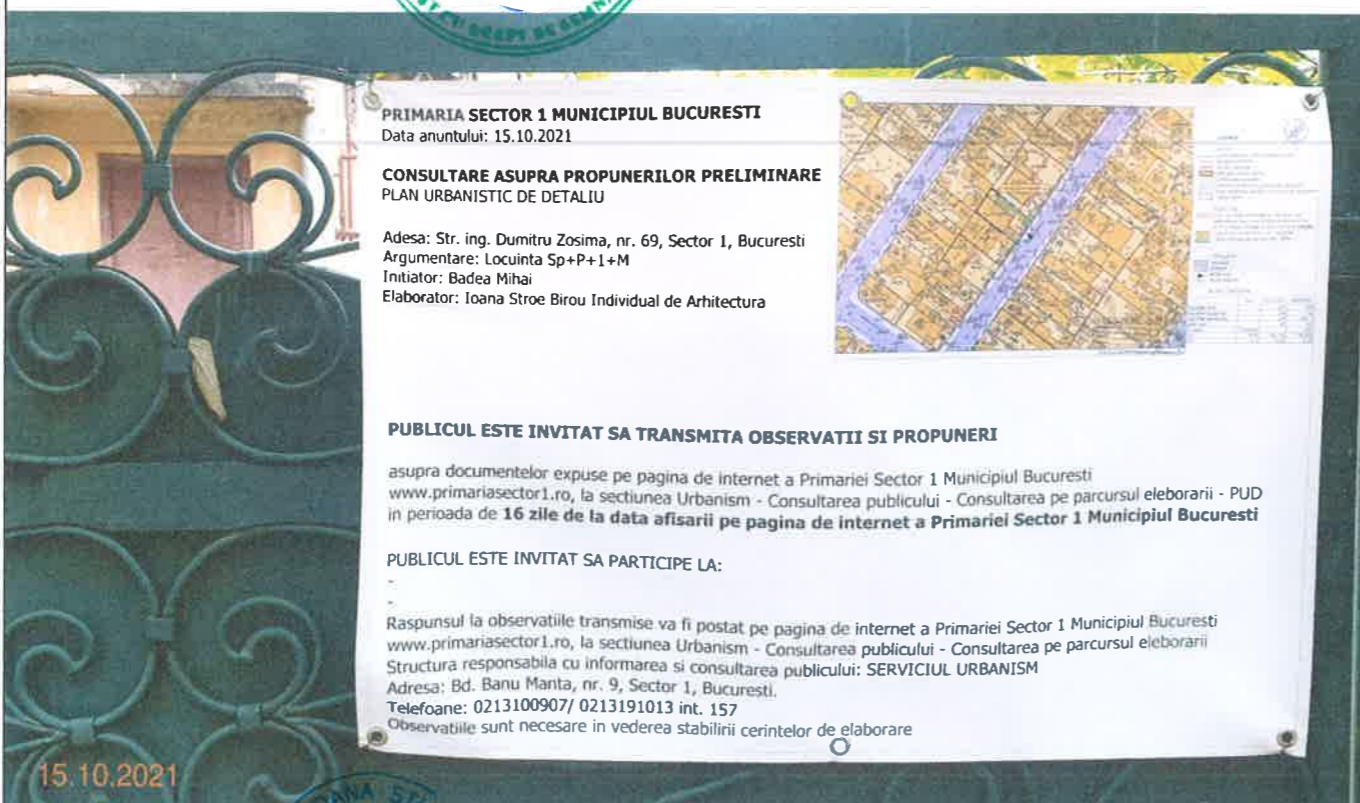 CU DREPT DE SEMN
PRIMARIA SECTOR 1 MUNICIPIUL BUCURESTI
Data anuntului: 15.10.2021
CONSULTARE ASUPRA PROPUNERILOR PRELIMINARE
PLAN URBANISTIC DE DETALIU
Adesa: Str. ing. Dumitru Zosima, nr. 69, Sector 1, Bucuresti
Argumentare: Locuinta Sp+P+1+M
Initiator: Badea Mihai
Elaborator: Ioana Stroe Birou Individual de Arhitectura
PUBLICUL ESTE INVITAT SA TRANSMITA OBSERVATII SI PROPUNERI
asupra documentelor expuse pe pagina de internet a Primariei Sector 1 Municipiul Bucuresti
www.primariasector1.ro, la sectiunea Urbanism - Consultarea publicului - Consultarea pe parcursul eleborarii - PUD
in perioada de 16 zile de la data afisarii pe pagina de internet a Primariei Sector 1 Municipiul Bucuresti
PUBLICUL ESTE INVITAT SA PARTICIPE LA:
-
-
Raspunsul la observatiile transmise va fi postat pe pagina de internet a Primariei Sector 1 Municipiul Bucuresti
www.primariasector1.ro, la sectiunea Urbanism - Consultarea publicului - Consultarea pe parcursul eleborarii
Structura responsabila cu informarea si consultarea publicului: SERVICIUL URBANISM
Adresa: Bd. Banu Manta, nr. 9, Sector 1, Bucuresti.
Telefoane: 0213100907/ 0213191013 int. 157
Observatiile sunt necesare in vederea stabilirii cerintelor de elaborare
15.10.2021